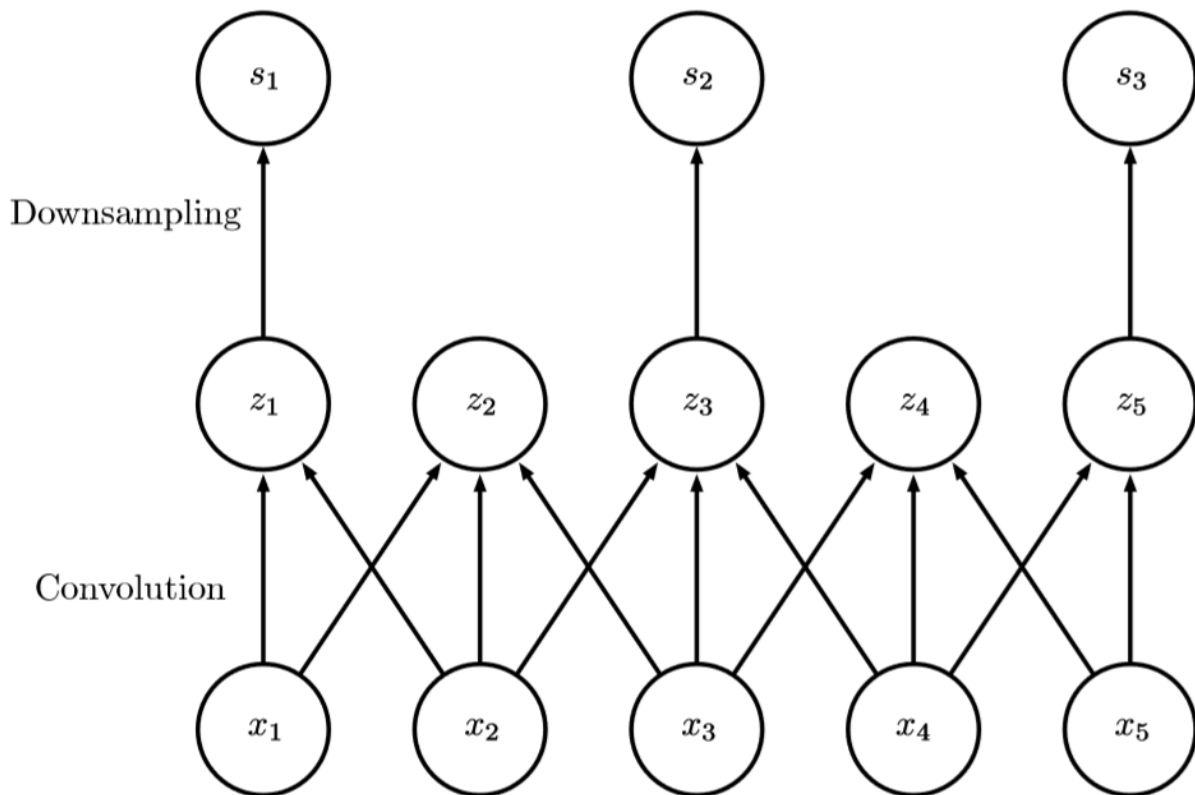 s₁ s₂ s₃
Downsampling
z₁ z₂ z₃ z₄ z₅
Convolution
x₁ x₂ x₃ x₄ x₅